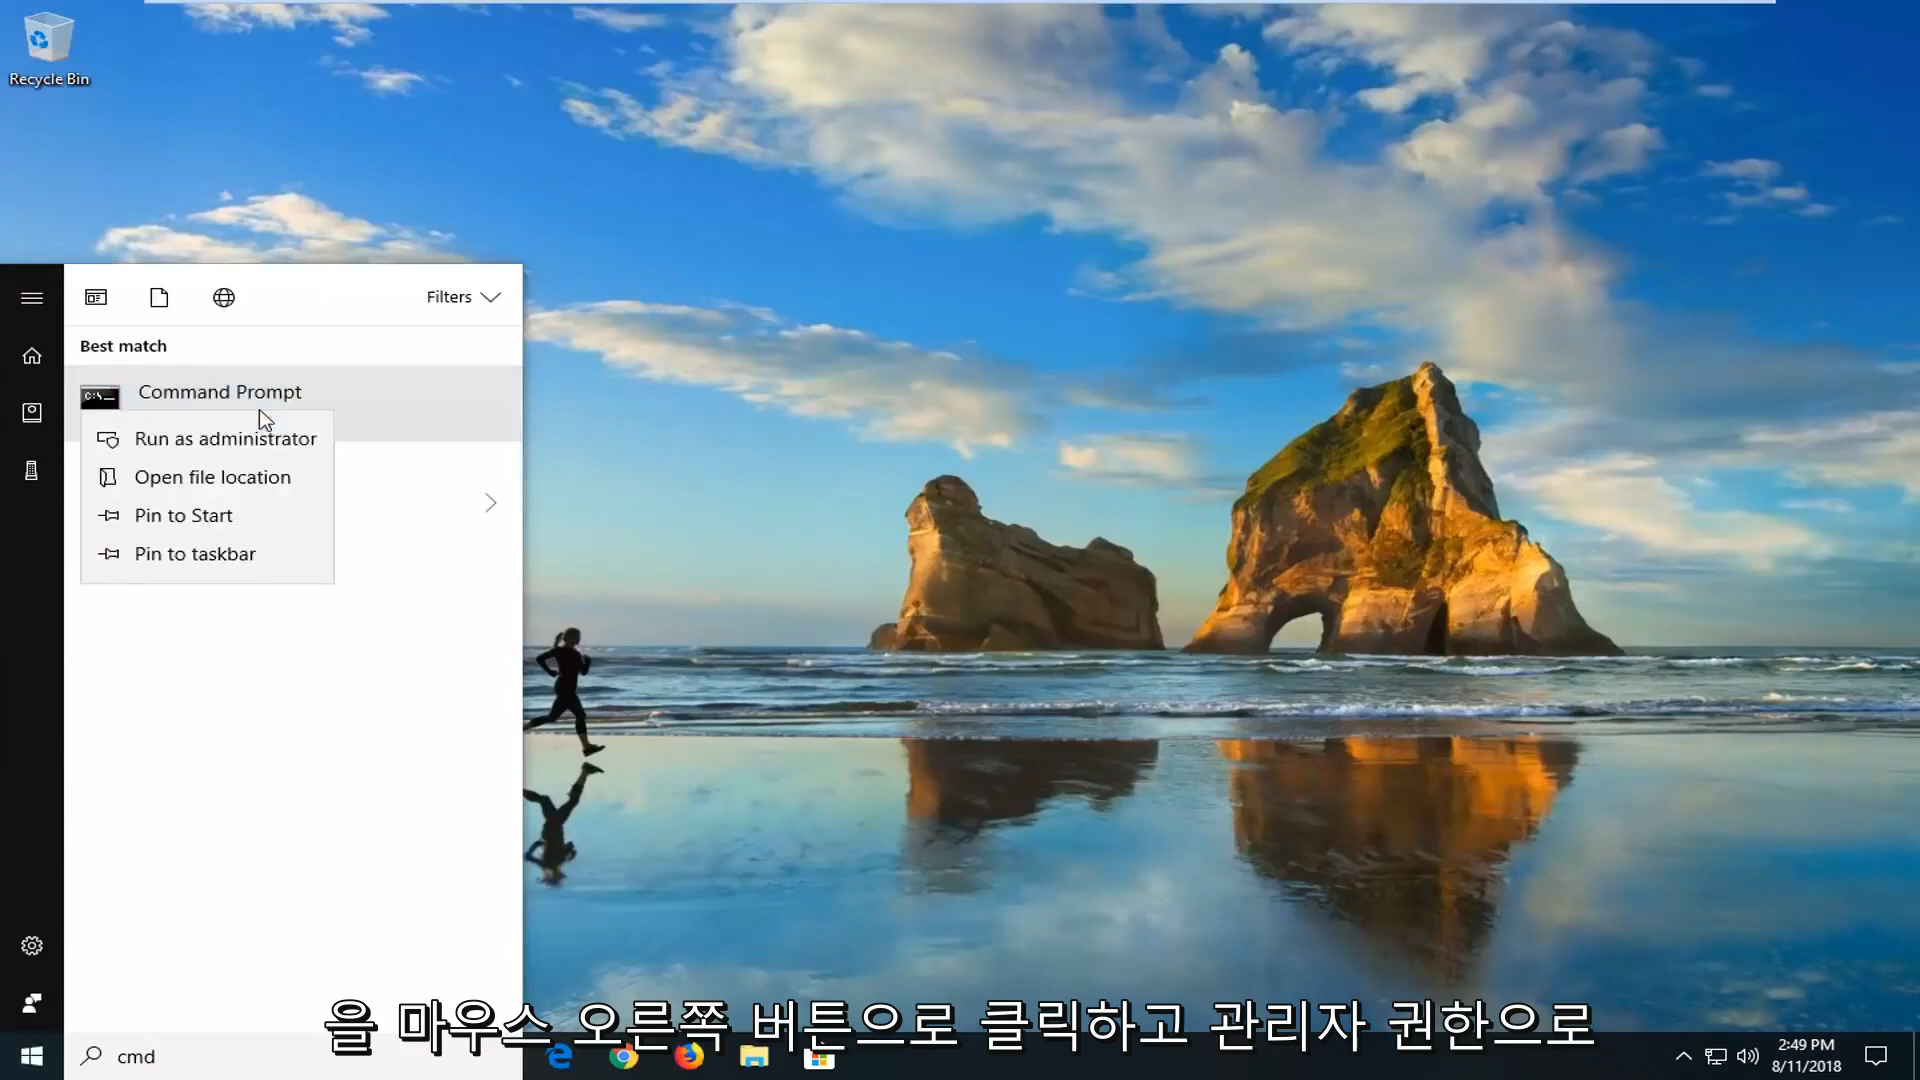 Recycle Bin
Filters
Best match
Command Prompt
Run as administrator
Open file location
Pin to Start
Pin to taskbar
을 마우스 오른쪽 버튼으로 클릭하고 관리자 권한으로
cmd
2:49 PM
8/11/2018